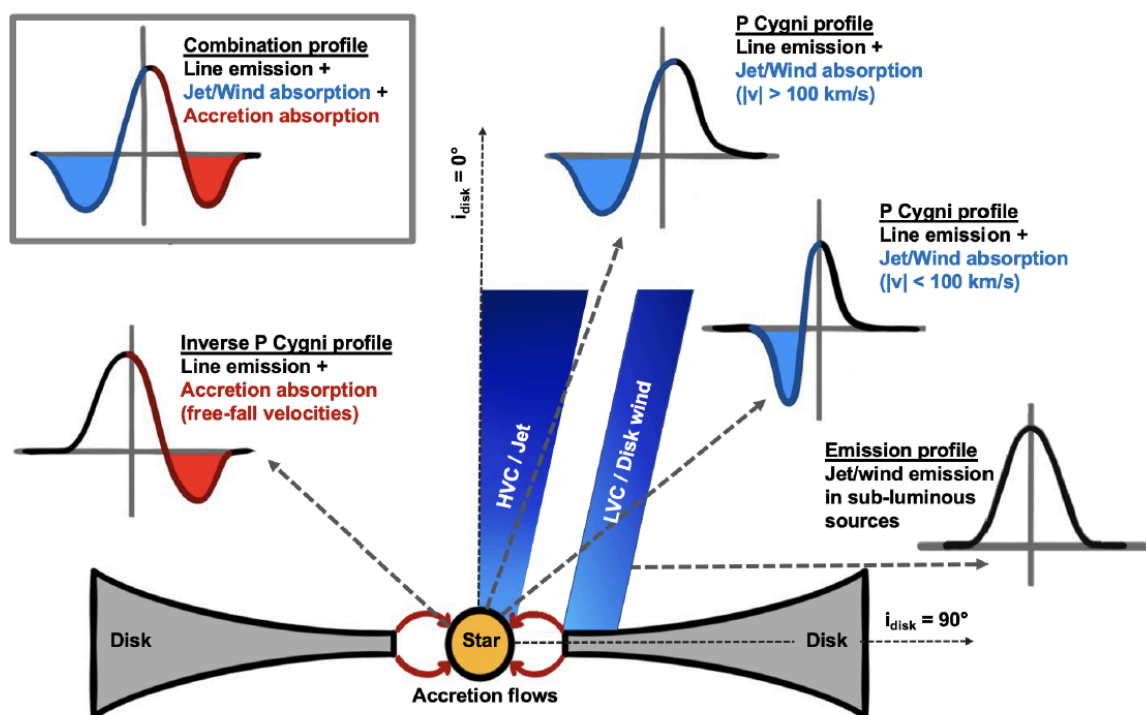 Combination profile
Line emission +
Jet/Wind absorption +
Accretion absorption
P Cygni profile
Line emission +
Jet/Wind absorption
(|v| > 100 km/s)
i_disk = 0°
P Cygni profile
Line emission +
Jet/Wind absorption
(|v| < 100 km/s)
Inverse P Cygni profile
Line emission +
Accretion absorption
(free-fall velocities)
HVC / Jet
LVC / Disk wind
Emission profile
Jet/wind emission
in sub-luminous
sources
Disk
Star
Disk
i_disk = 90°
Accretion flows